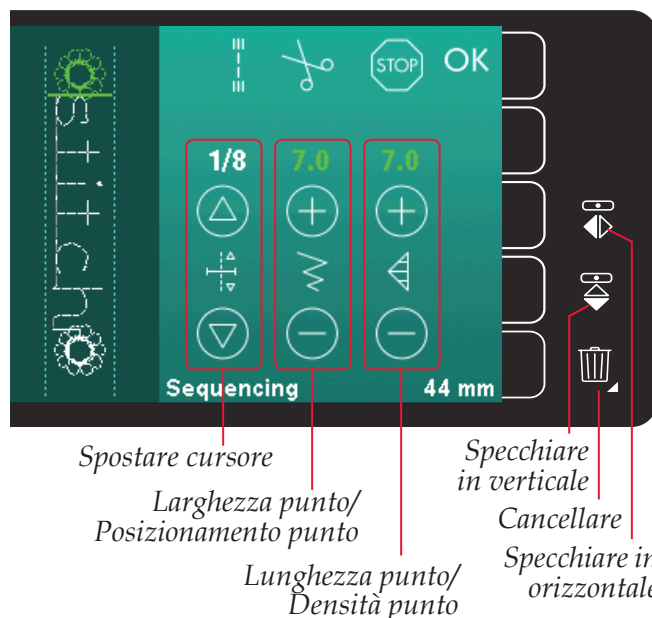 STOP OK
1/8 7.0 7.0
stitch
Sequencing 44 mm
Spostare cursore
Larghezza punto/
Posizionamento punto
Lunghezza punto/
Densità punto
Specchiare
in verticale
Cancellare
Specchiare in
orizzontale